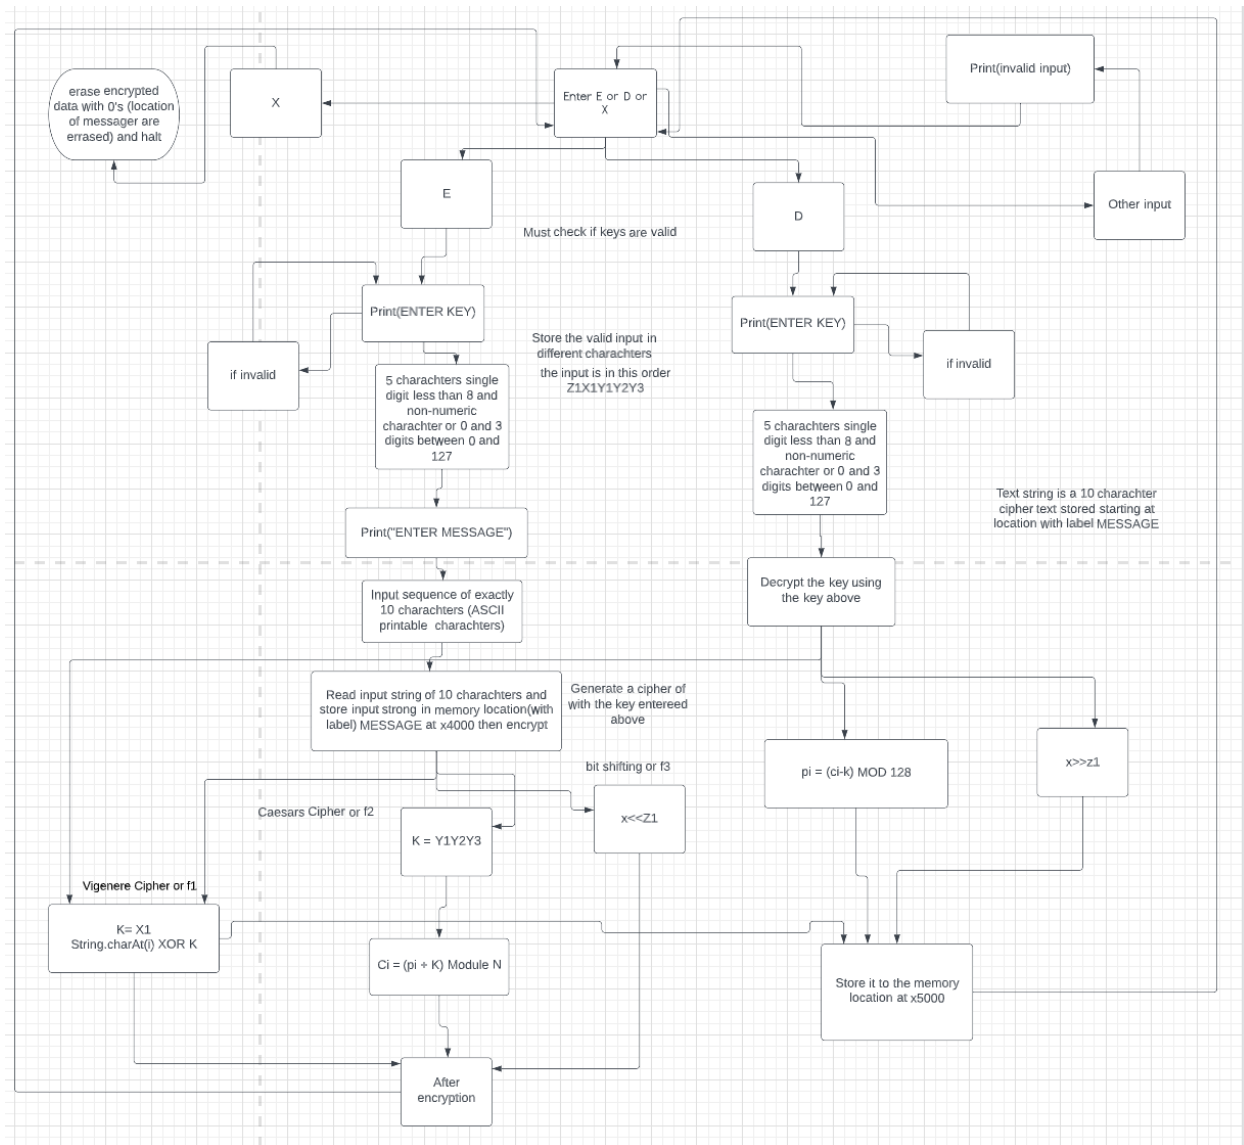 Print(invalid input)
erase encrypted
data with 0's (location
of messager are
errased) and halt
X
Enter E or D or
X
E
D
Other input
Must check if keys are valid
Print(ENTER KEY)
Print(ENTER KEY)
if invalid
if invalid
Store the valid input in
different charachters
the input is in this order
Z1X1Y1Y2Y3
5 charachters single
digit less than 8 and
non-numeric
charachter or 0 and 3
digits between 0 and
127
5 charachters single
digit less than 8 and
non-numeric
charachter or 0 and 3
digits between 0 and
127
Text string is a 10 charachter
cipher text stored starting at
location with label MESSAGE
Print("ENTER MESSAGE")
Decrypt the key using
the key above
Input sequence of exactly
10 charachters (ASCII
printable charachters)
Read input string of 10 charachters and
store input strong in memory location(with
label) MESSAGE at x4000 then encrypt
Generate a cipher of
with the key entereed
above
bit shifting or f3
pi = (ci-k) MOD 128
x>>z1
Caesars Cipher or f2
x<<Z1
K = Y1Y2Y3
Vigenere Cipher or f1
K= X1
String.charAt(i) XOR K
Ci = (pi + K) Module N
Store it to the memory
location at x5000
After
encryption